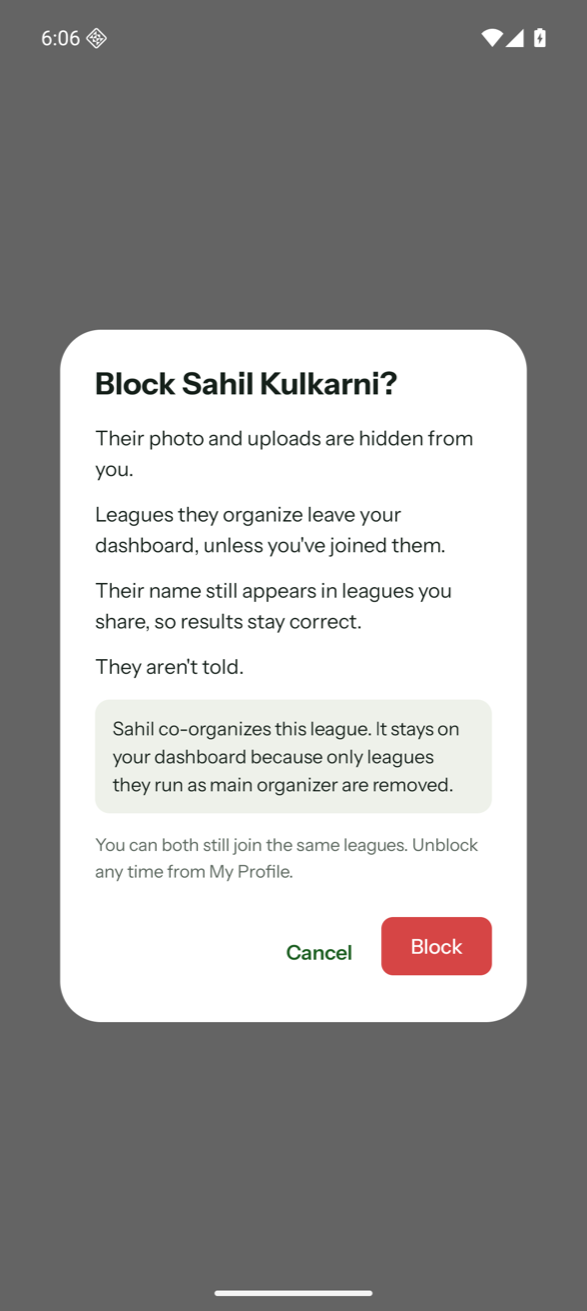 6:06
Block Sahil Kulkarni?
Their photo and uploads are hidden from
you.
Leagues they organize leave your
dashboard, unless you've joined them.
Their name still appears in leagues you
share, so results stay correct.
They aren't told.
Sahil co-organizes this league. It stays on
your dashboard because only leagues
they run as main organizer are removed.
You can both still join the same leagues. Unblock
any time from My Profile.
Cancel
Block